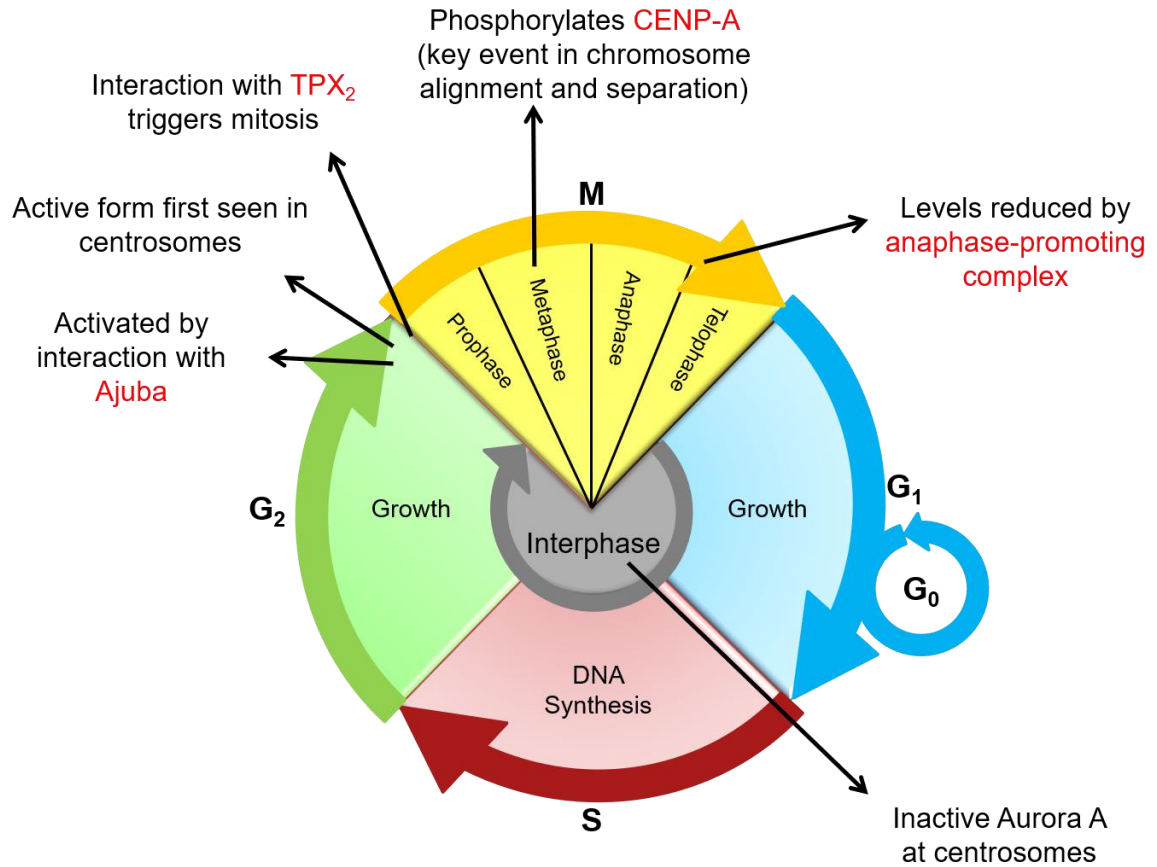 Phosphorylates CENP-A
(key event in chromosome
alignment and separation)
Interaction with TPX₂
triggers mitosis
M
Active form first seen in
centrosomes
Levels reduced by
anaphase-promoting
complex
Activated by
interaction with
Ajuba
Prophase
Metaphase
Anaphase
Telophase
G₂
Growth
Growth
G₁
Interphase
G₀
DNA
Synthesis
S
Inactive Aurora A
at centrosomes